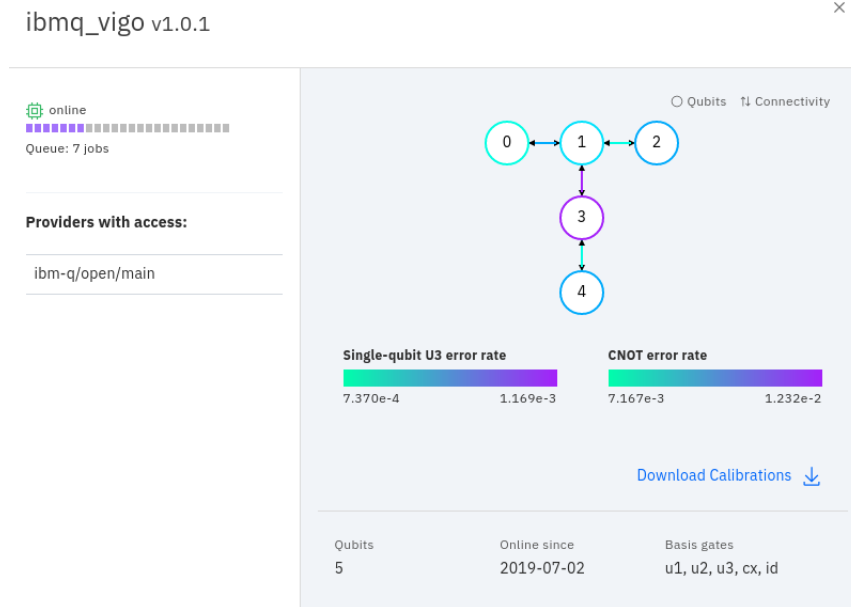 ibmq_vigo v1.0.1
online
Queue: 7 jobs
Providers with access:
ibm-q/open/main
Qubits
Connectivity
0
1
2
3
4
Single-qubit U3 error rate
7.370e-4
1.169e-3
CNOT error rate
7.167e-3
1.232e-2
Download Calibrations
Qubits
5
Online since
2019-07-02
Basis gates
u1, u2, u3, cx, id